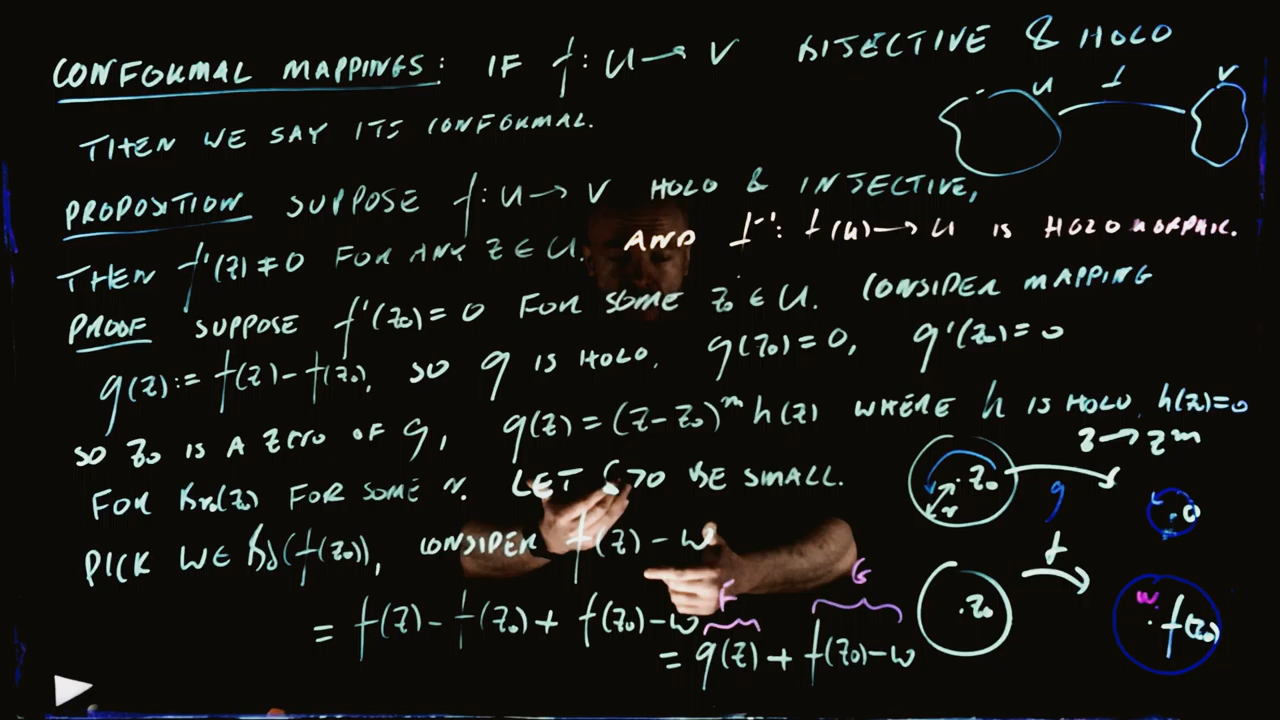 CONFORMAL MAPPINGS: IF f: U → V BIJECTIVE & HOLO
THEN WE SAY ITS CONFORMAL.
U f V
PROPOSITION SUPPOSE f: U → V HOLO & INJECTIVE,
THEN f'(z) ≠ 0 FOR ANY z ∈ U. AND f⁻¹: f(U) → U IS HOLOMORPHIC.
PROOF SUPPOSE f'(z₀) = 0 FOR SOME z₀ ∈ U. CONSIDER MAPPING
g(z) := f(z) - f(z₀), SO g IS HOLO, g(z₀) = 0, g'(z₀) = 0
SO z₀ IS A ZERO OF g, g(z) = (z-z₀)ᵐ h(z) WHERE h IS HOLO, h(z)=0
z → zᵐ
FOR Br(z₀) FOR SOME r. LET δ>0 BE SMALL.
z₀ r g 0
PICK W ∈ Bδ(f(z₀)), CONSIDER f(z) - w
= f(z) - f(z₀) + f(z₀) - w
F G
= g(z) + f(z₀) - w
z₀ f w f(z₀)